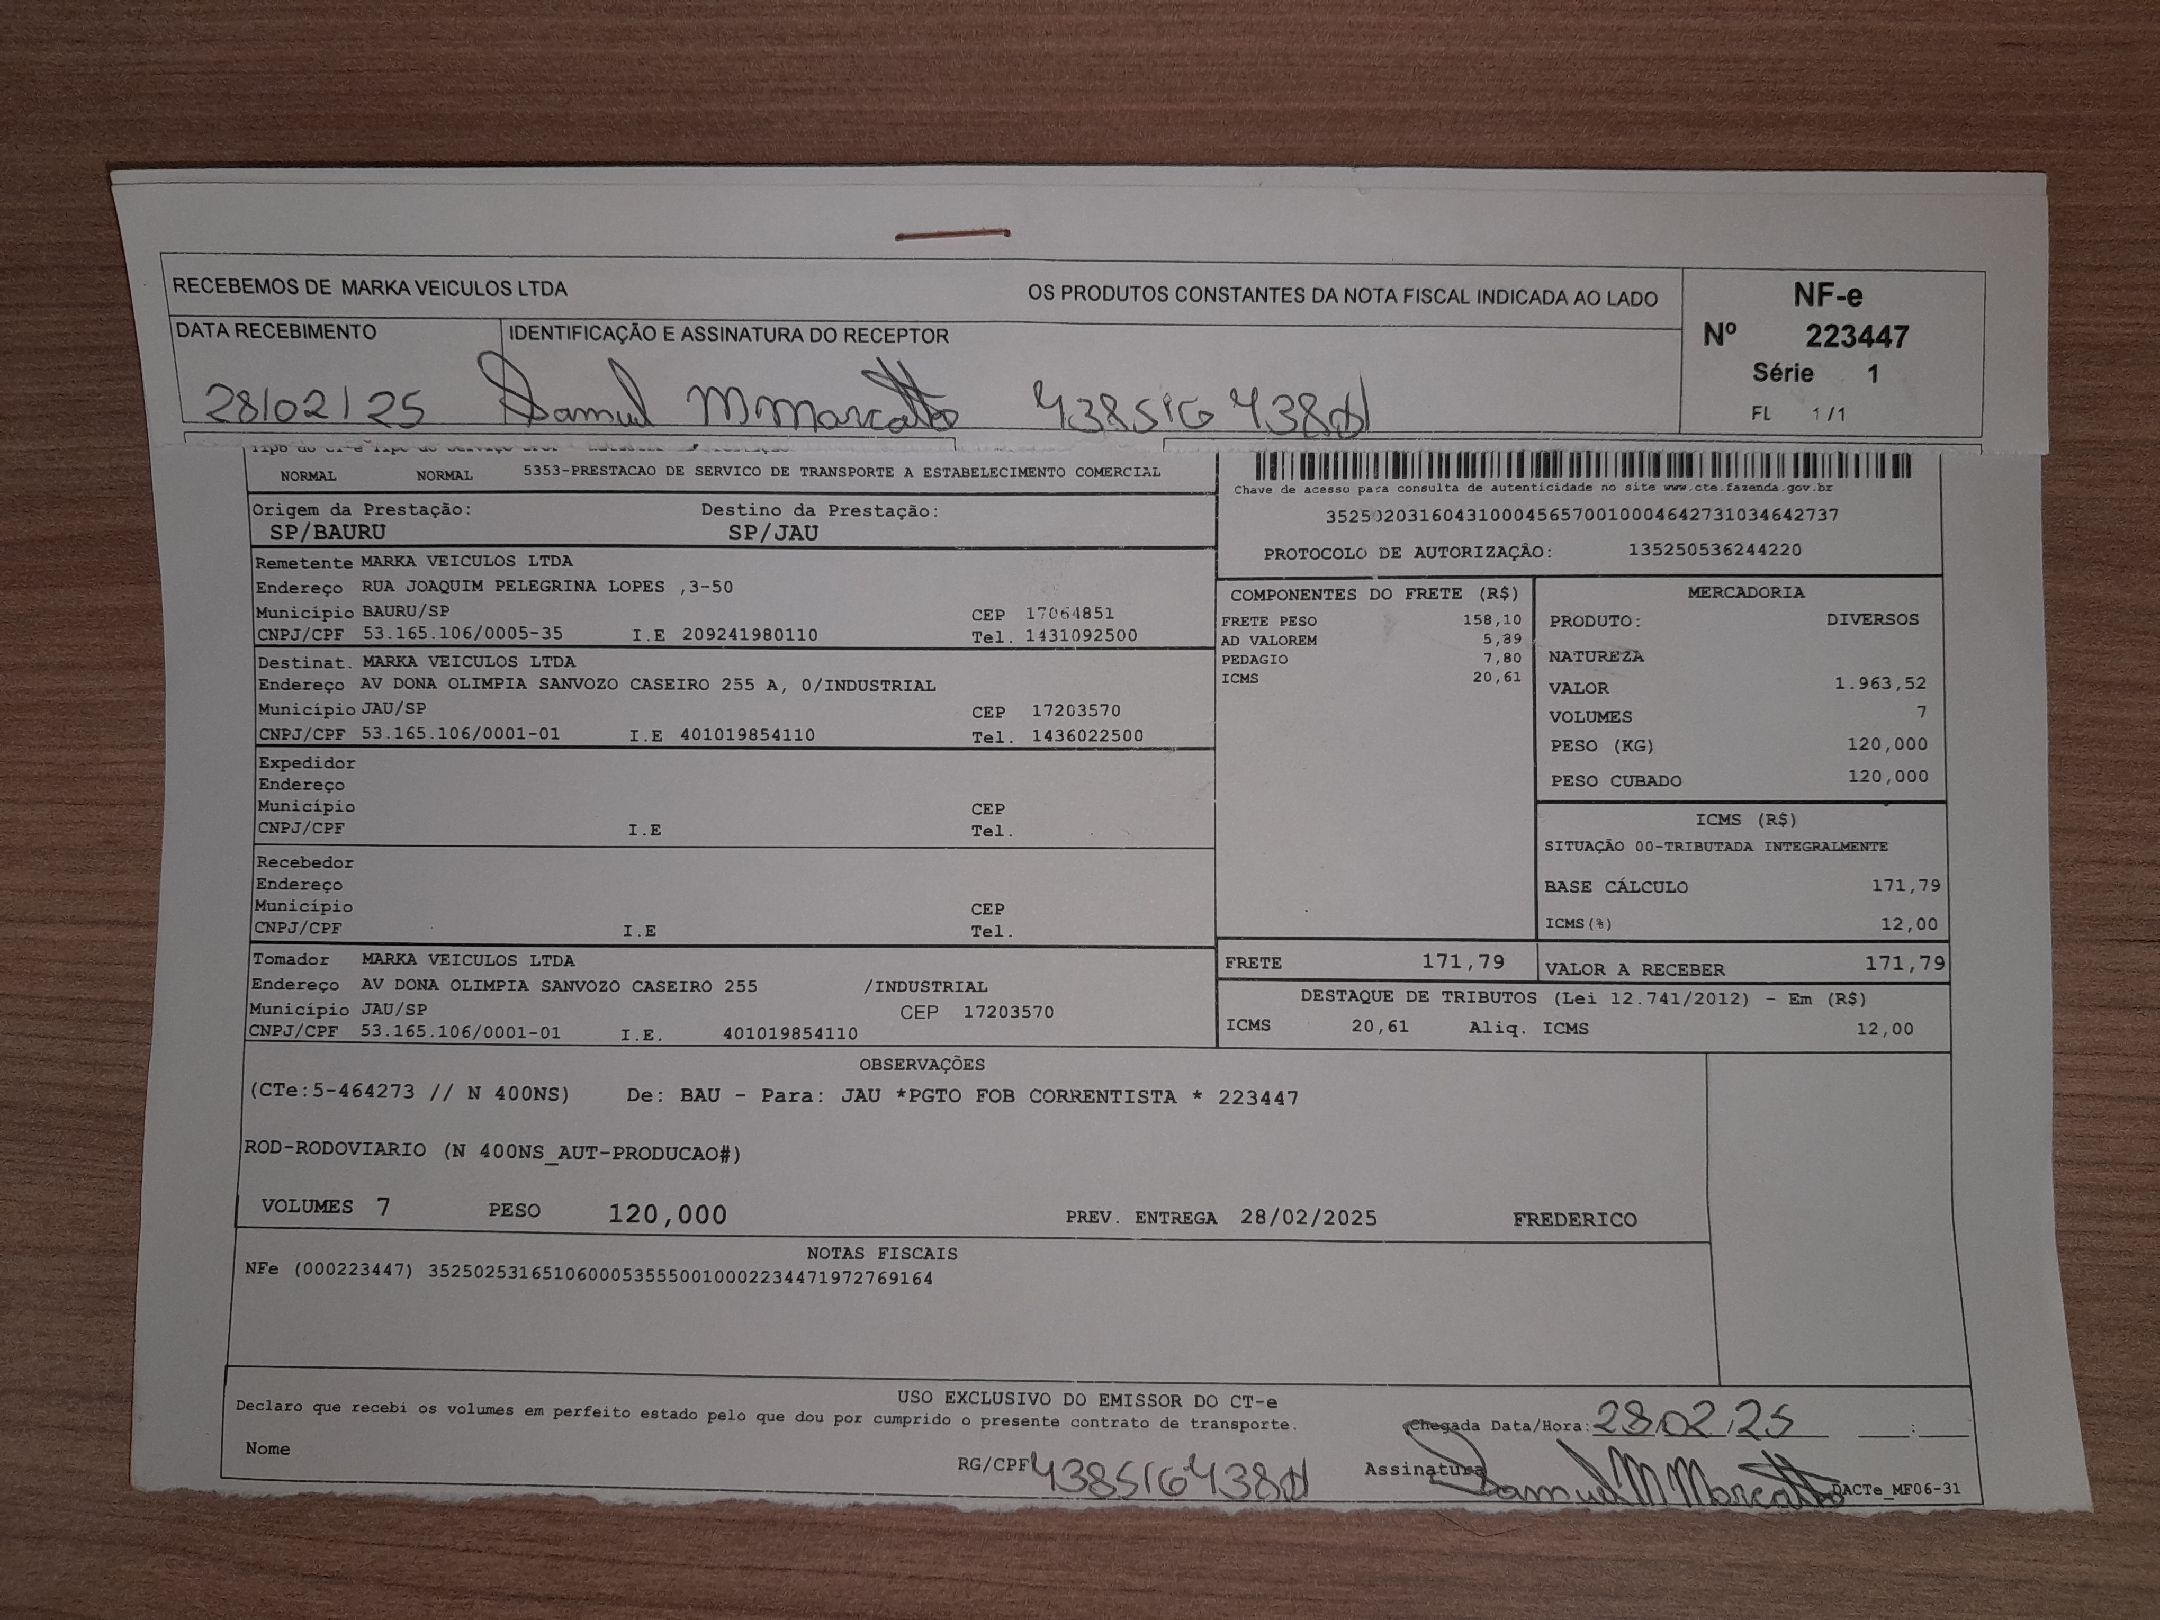 RECEBEMOS DE MARKA VEICULOS LTDA OS PRODUTOS CONSTANTES DA NOTA FISCAL INDICADA AO LADO
NF-e
Nº 223447
Série 1
FL 1/1
DATA RECEBIMENTO IDENTIFICAÇÃO E ASSINATURA DO RECEPTOR
28/02/25 Samuel M Marcatto
NORMAL NORMAL 5353-PRESTACAO DE SERVICO DE TRANSPORTE A ESTABELECIMENTO COMERCIAL
Chave de acesso para consulta de autenticidade no site www.cte.fazenda.gov.br
PROTOCOLO DE AUTORIZAÇÃO: 135250536244220
Origem da Prestação: Destino da Prestação:
SP/BAURU SP/JAU
Remetente MARKA VEICULOS LTDA
Endereço RUA JOAQUIM PELEGRINA LOPES ,3-50
Município BAURU/SP CEP 17064851
CNPJ/CPF 53.165.106/0005-35 I.E 209241980110 Tel. 1431092500
Destinat. MARKA VEICULOS LTDA
Endereço AV DONA OLIMPIA SANVOZO CASEIRO 255 A, 0/INDUSTRIAL
Município JAU/SP CEP 17203570
CNPJ/CPF 53.165.106/0001-01 I.E 401019854110 Tel. 1436022500
Expedidor
Endereço
Município CEP
CNPJ/CPF I.E Tel.
Recebedor
Endereço
Município CEP
CNPJ/CPF I.E Tel.
Tomador MARKA VEICULOS LTDA
Endereço AV DONA OLIMPIA SANVOZO CASEIRO 255 /INDUSTRIAL
Município JAU/SP CEP 17203570
CNPJ/CPF 53.165.106/0001-01 I.E. 401019854110
COMPONENTES DO FRETE (R$)
FRETE PESO 158,10
AD VALOREM
PEDAGIO 7,80
ICMS 20,61
MERCADORIA
PRODUTO: DIVERSOS
NATUREZA
VALOR 1.963,52
VOLUMES 7
PESO (KG) 120,000
PESO CUBADO 120,000
ICMS (R$)
SITUAÇÃO 00-TRIBUTADA INTEGRALMENTE
BASE CÁLCULO 171,79
ICMS(%) 12,00
FRETE 171,79 VALOR A RECEBER 171,79
DESTAQUE DE TRIBUTOS (Lei 12.741/2012) - Em (R$)
ICMS 20,61 Aliq. ICMS 12,00
OBSERVAÇÕES
(CTe:5-464273 // N 400NS) De: BAU - Para: JAU *PGTO FOB CORRENTISTA * 223447
ROD-RODOVIARIO (N 400NS_AUT-PRODUCAO#)
VOLUMES 7 PESO 120,000 PREV. ENTREGA 28/02/2025 FREDERICO
NOTAS FISCAIS
NFe (000223447) 35250253165106000535550010002234471972769164
USO EXCLUSIVO DO EMISSOR DO CT-e
Declaro que recebi os volumes em perfeito estado pelo que dou por cumprido o presente contrato de transporte.
Chegada Data/Hora: 28/02/25 :
Nome RG/CPF Assinatura Samuel M Marcatto DACTe_MF06-31